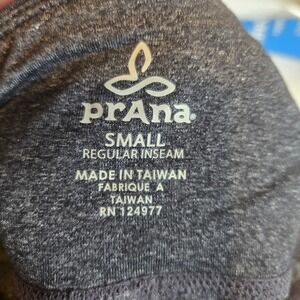 prAna
SMALL
REGULAR INSEAM
MADE IN TAIWAN
FABRIQUE A
TAIWAN
RN 124977